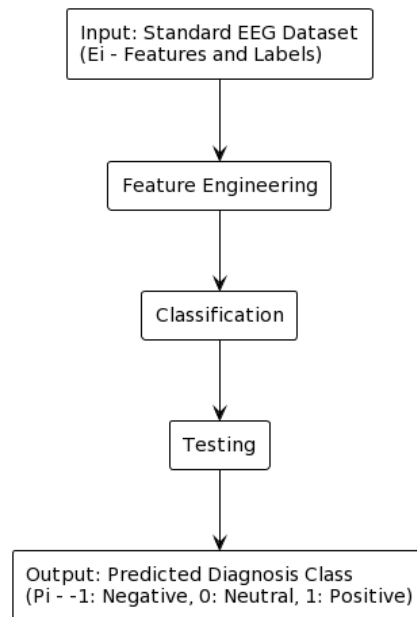 Input: Standard EEG Dataset
(Ei - Features and Labels)
Feature Engineering
Classification
Testing
Output: Predicted Diagnosis Class
(Pi - -1: Negative, 0: Neutral, 1: Positive)